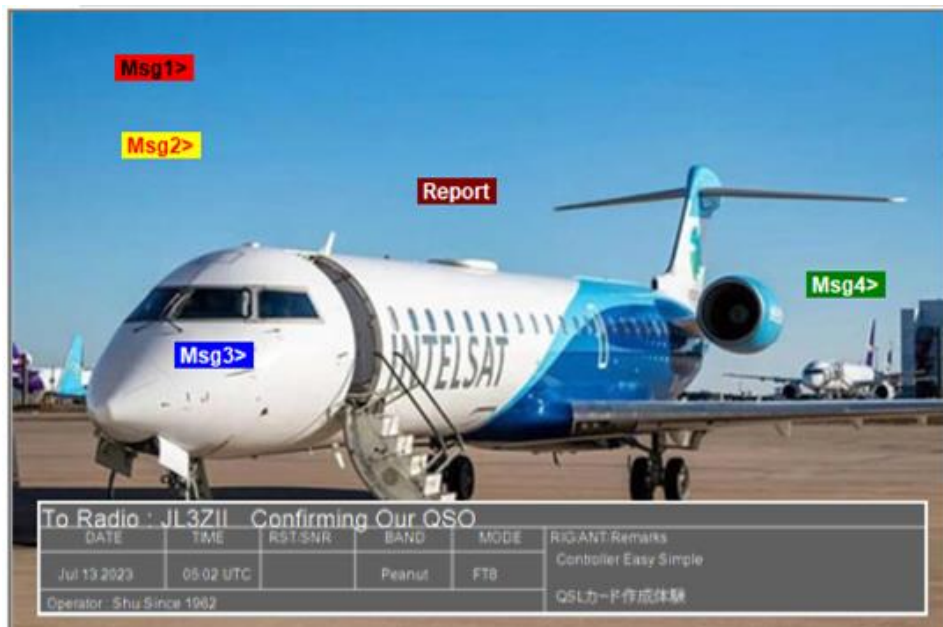 Msg1>
Msg2>
Report
Msg4>
Msg3>
INTELSAT
To Radio : JL3ZII Confirming Our QSO
DATE TIME RST/SNR BAND MODE RIG/ANT/Remarks
Jul 13 2023 05:02 UTC Peanut FT8 Controller Easy Simple
Operator : Shu Since 1962 QSLカード作成体験